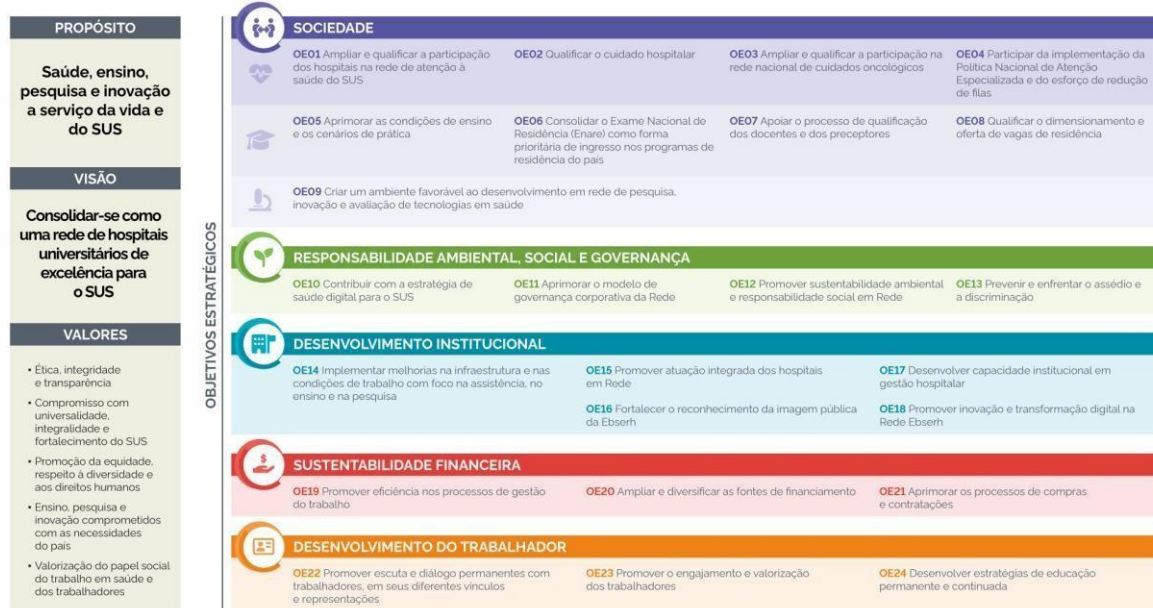 PROPÓSITO
Saúde, ensino,
pesquisa e inovação
a serviço da vida e
do SUS
VISÃO
Consolidar-se como
uma rede de hospitais
universitários de
excelência para
o SUS
VALORES
• Ética, integridade
e transparência
• Compromisso com
universalidade,
integralidade e
fortalecimento do SUS
• Promoção da equidade,
respeito à diversidade e
aos direitos humanos
• Ensino, pesquisa e
inovação comprometidos
com as necessidades
do país
• Valorização do papel social
do trabalho em saúde e
dos trabalhadores
OBJETIVOS ESTRATÉGICOS
SOCIEDADE
OE01 Ampliar e qualificar a participação
dos hospitais na rede de atenção à
saúde do SUS
OE02 Qualificar o cuidado hospitalar
OE03 Ampliar e qualificar a participação na
rede nacional de cuidados oncológicos
OE04 Participar da implementação da
Política Nacional de Atenção
Especializada e do esforço de redução
de filas
OE05 Aprimorar as condições de ensino
e os cenários de prática
OE06 Consolidar o Exame Nacional de
Residência (Enare) como forma
prioritária de ingresso nos programas de
residência do país
OE07 Apoiar o processo de qualificação
dos docentes e dos preceptores
OE08 Qualificar o dimensionamento e
oferta de vagas de residência
OE09 Criar um ambiente favorável ao desenvolvimento em rede de pesquisa,
inovação e avaliação de tecnologias em saúde
RESPONSABILIDADE AMBIENTAL, SOCIAL E GOVERNANÇA
OE10 Contribuir com a estratégia de
saúde digital para o SUS
OE11 Aprimorar o modelo de
governança corporativa da Rede
OE12 Promover sustentabilidade ambiental
e responsabilidade social em Rede
OE13 Prevenir e enfrentar o assédio e
a discriminação
DESENVOLVIMENTO INSTITUCIONAL
OE14 Implementar melhorias na infraestrutura e nas
condições de trabalho com foco na assistência, no
ensino e na pesquisa
OE15 Promover atuação integrada dos hospitais
em Rede
OE16 Fortalecer o reconhecimento da imagem pública
da Ebserh
OE17 Desenvolver capacidade institucional em
gestão hospitalar
OE18 Promover inovação e transformação digital na
Rede Ebserh
SUSTENTABILIDADE FINANCEIRA
OE19 Promover eficiência nos processos de gestão
do trabalho
OE20 Ampliar e diversificar as fontes de financiamento
OE21 Aprimorar os processos de compras
e contratações
DESENVOLVIMENTO DO TRABALHADOR
OE22 Promover escuta e diálogo permanentes com
trabalhadores, em seus diferentes vínculos
e representações
OE23 Promover o engajamento e valorização
dos trabalhadores
OE24 Desenvolver estratégias de educação
permanente e continuada